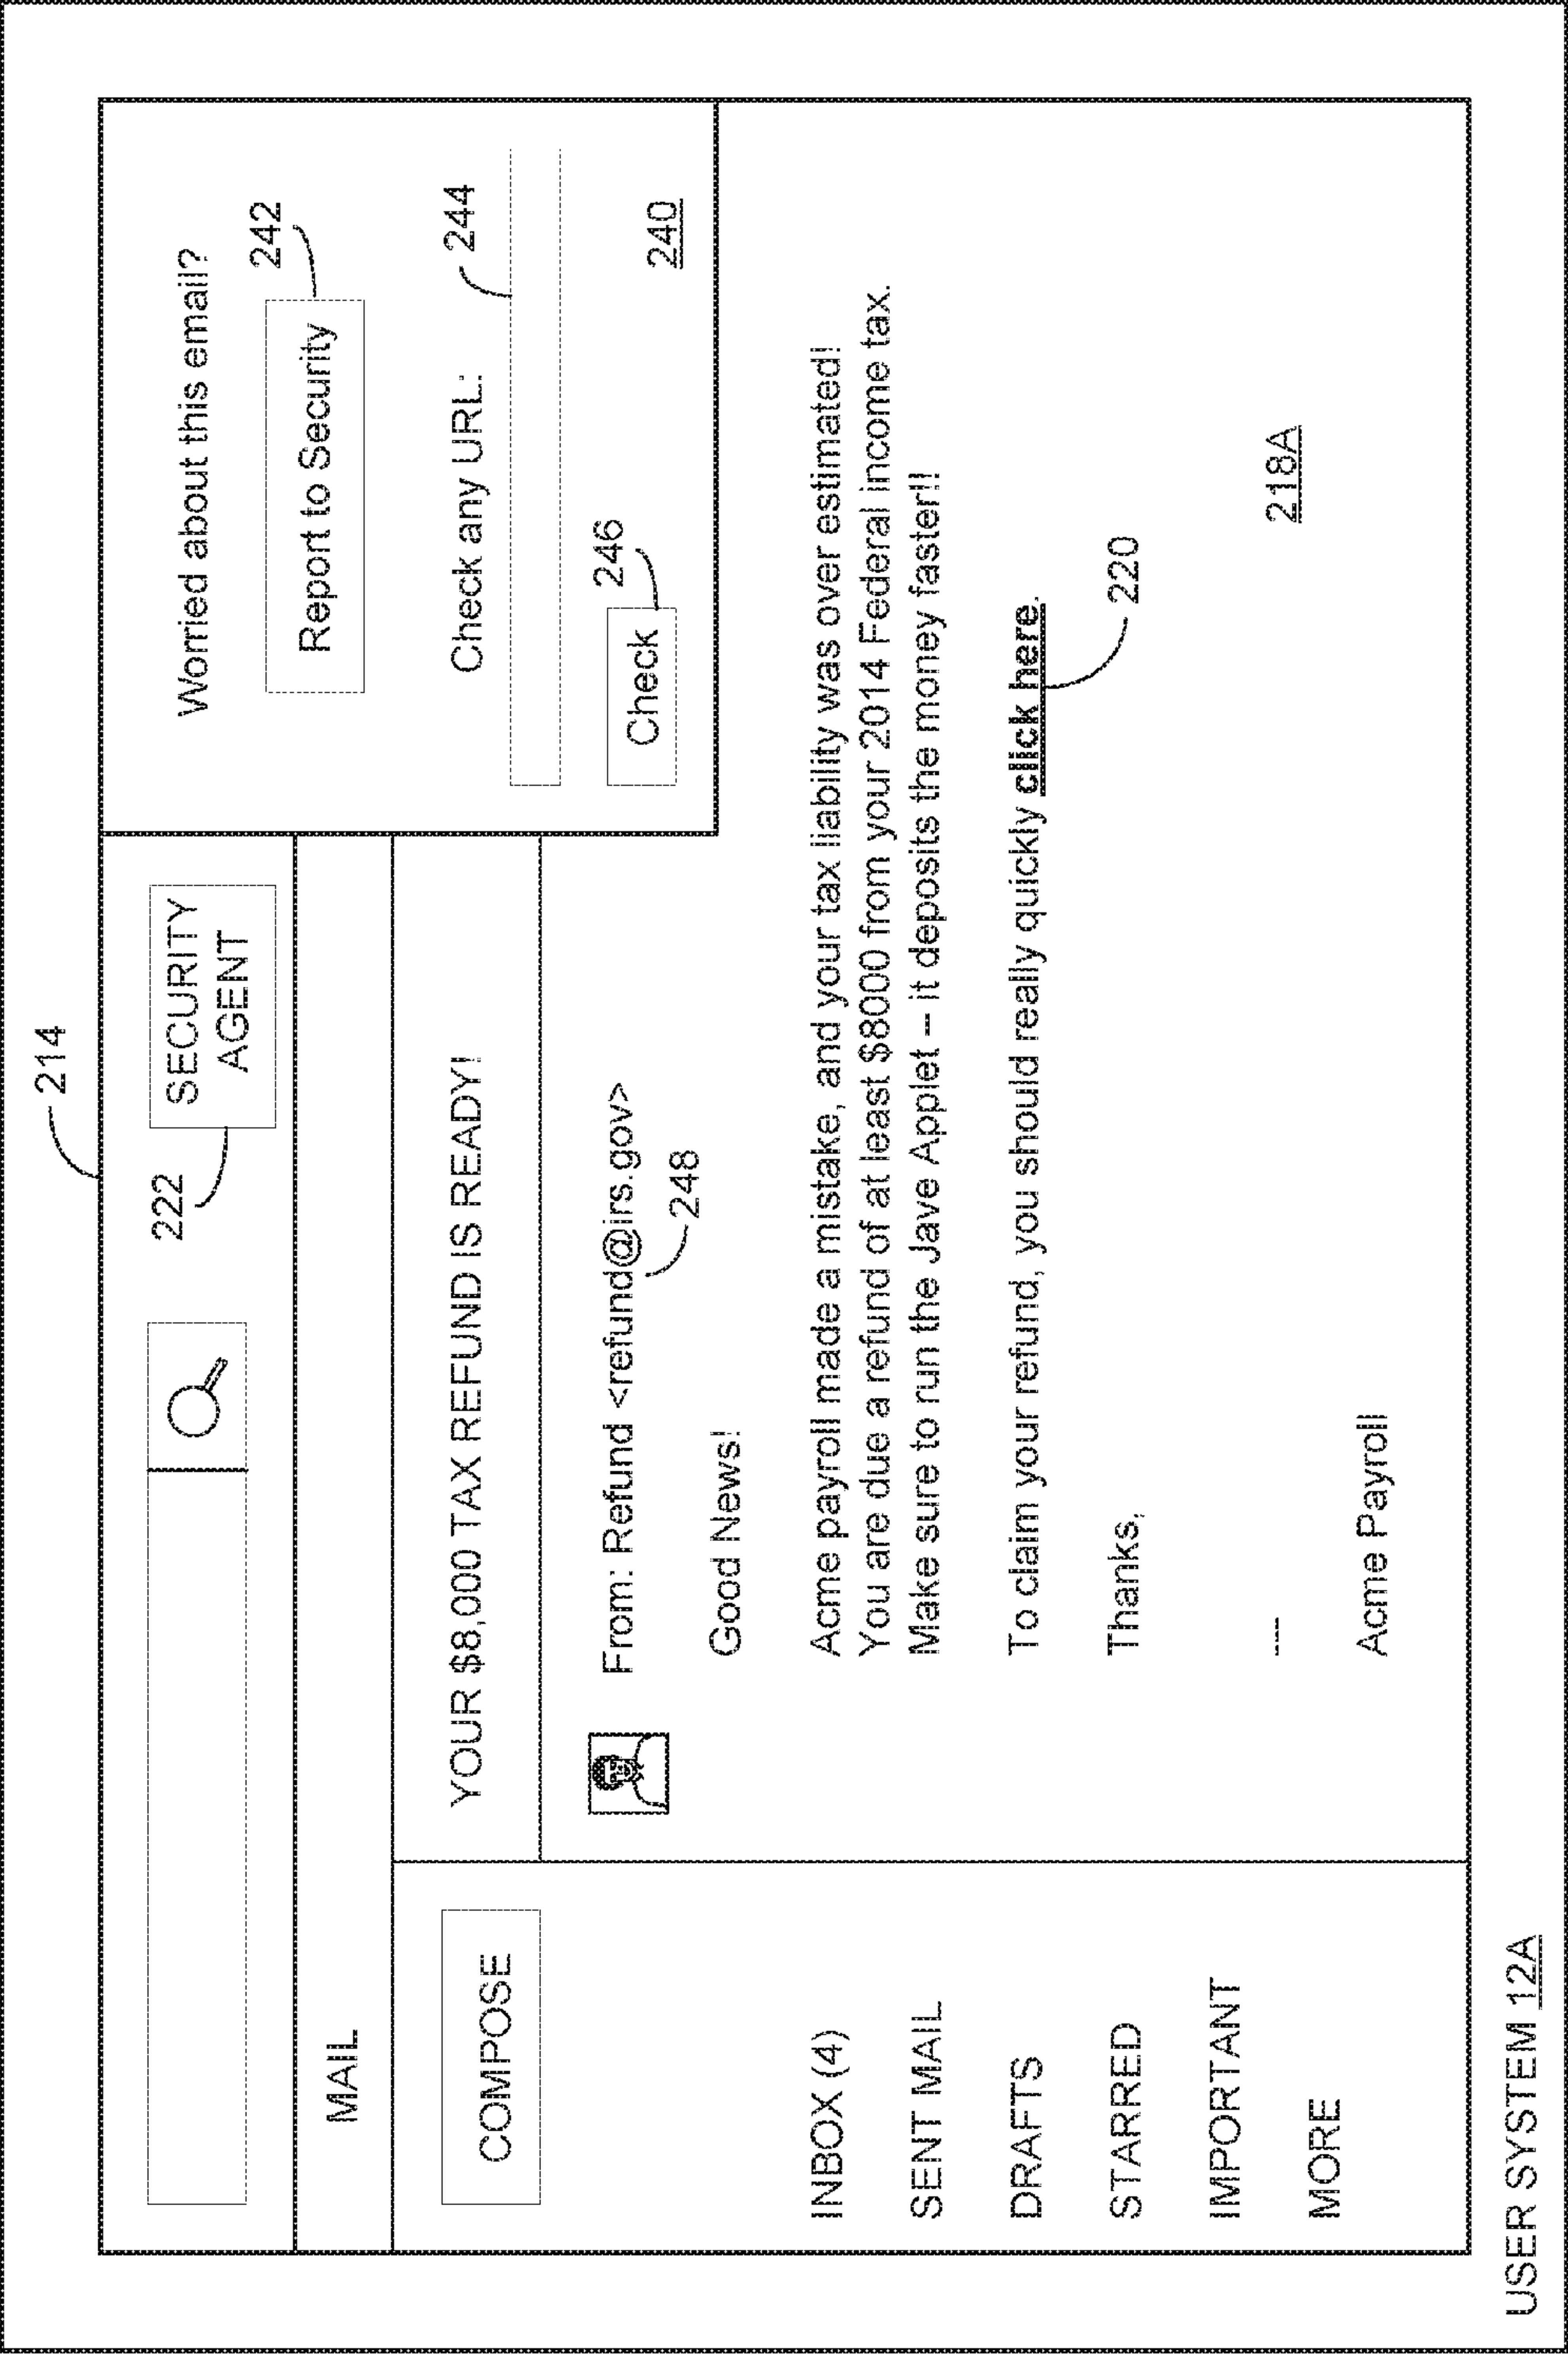 214
222
SECURITY
AGENT
Worried about this email?
242
Report to Security
Check any URL:
244
246
Check
240
MAIL
COMPOSE
INBOX (4)
SENT MAIL
DRAFTS
STARRED
IMPORTANT
MORE
YOUR $8,000 TAX REFUND IS READY!
From: Refund <refund@irs.gov>
248
Good News!
Acme payroll made a mistake, and your tax liability was over estimated!
You are due a refund of at least $8000 from your 2014 Federal income tax.
Make sure to run the Jave Applet -- it deposits the money faster!!
To claim your refund, you should really quickly click here.
220
Thanks,
---
218A
Acme Payroll
USER SYSTEM 12A